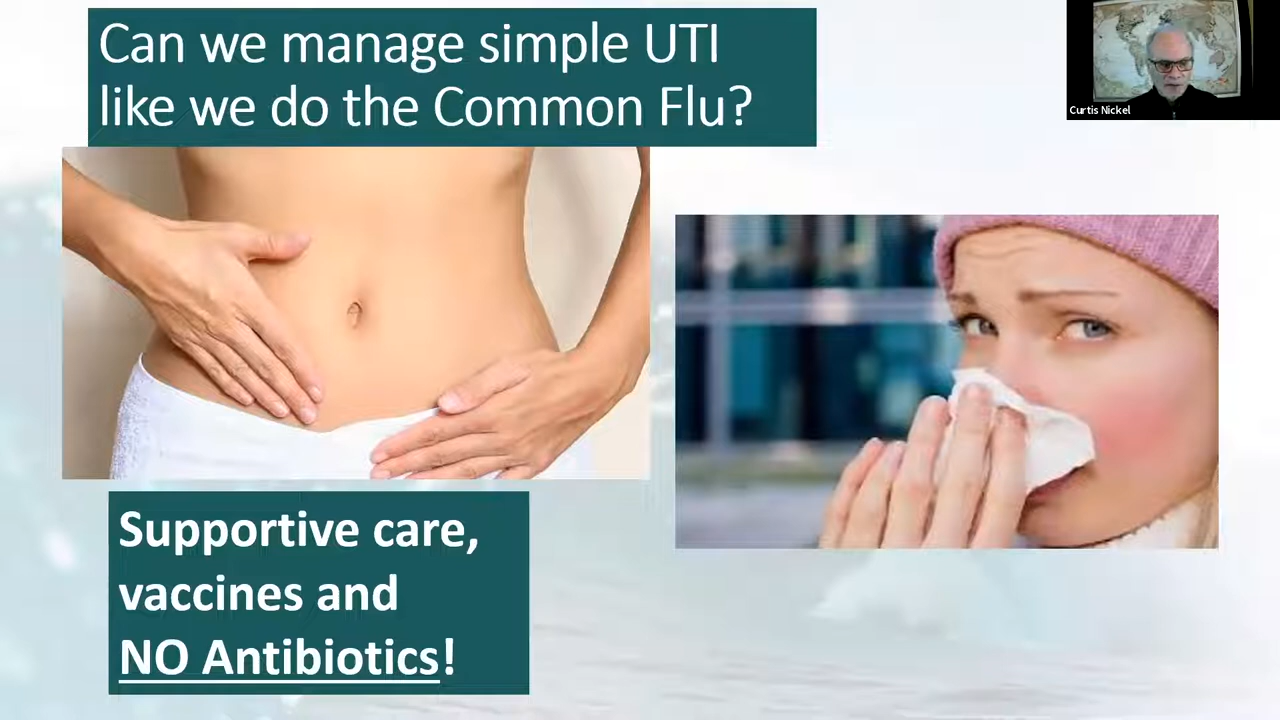 Can we manage simple UTI
like we do the Common Flu?
Curtis Nickel
Supportive care,
vaccines and
NO Antibiotics!